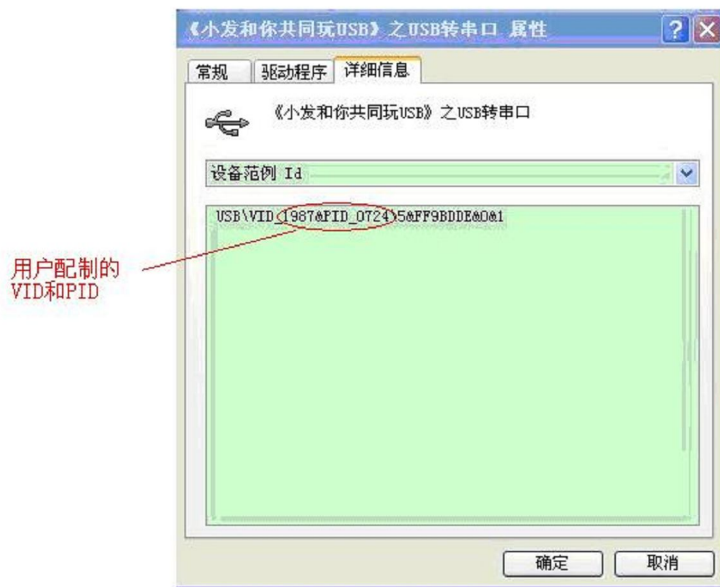 《小发和你共同玩USB》之USB转串口 属性
常规 驱动程序 详细信息
《小发和你共同玩USB》之USB转串口
设备范例 Id
USB\VID_1987&PID_0724\5&FF9BDDE&0&1
用户配制的
VID和PID
确定 取消